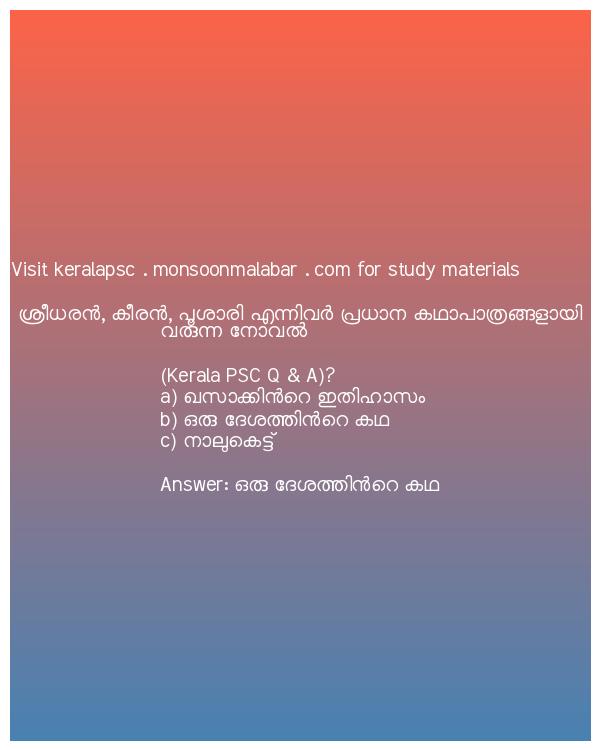 Visit keralapsc . monsoonmalabar . com for study materials
ശ്രീധരൻ, കീരൻ, പൂശാരി എന്നിവർ പ്രധാന കഥാപാത്രങ്ങളായി
വരുന്ന നോവൽ
(Kerala PSC Q & A)?
a) ഖസാക്കിൻറെ ഇതിഹാസം
b) ഒരു ദേശത്തിൻറെ കഥ
c) നാലുകെട്ട്
Answer: ഒരു ദേശത്തിൻറെ കഥ